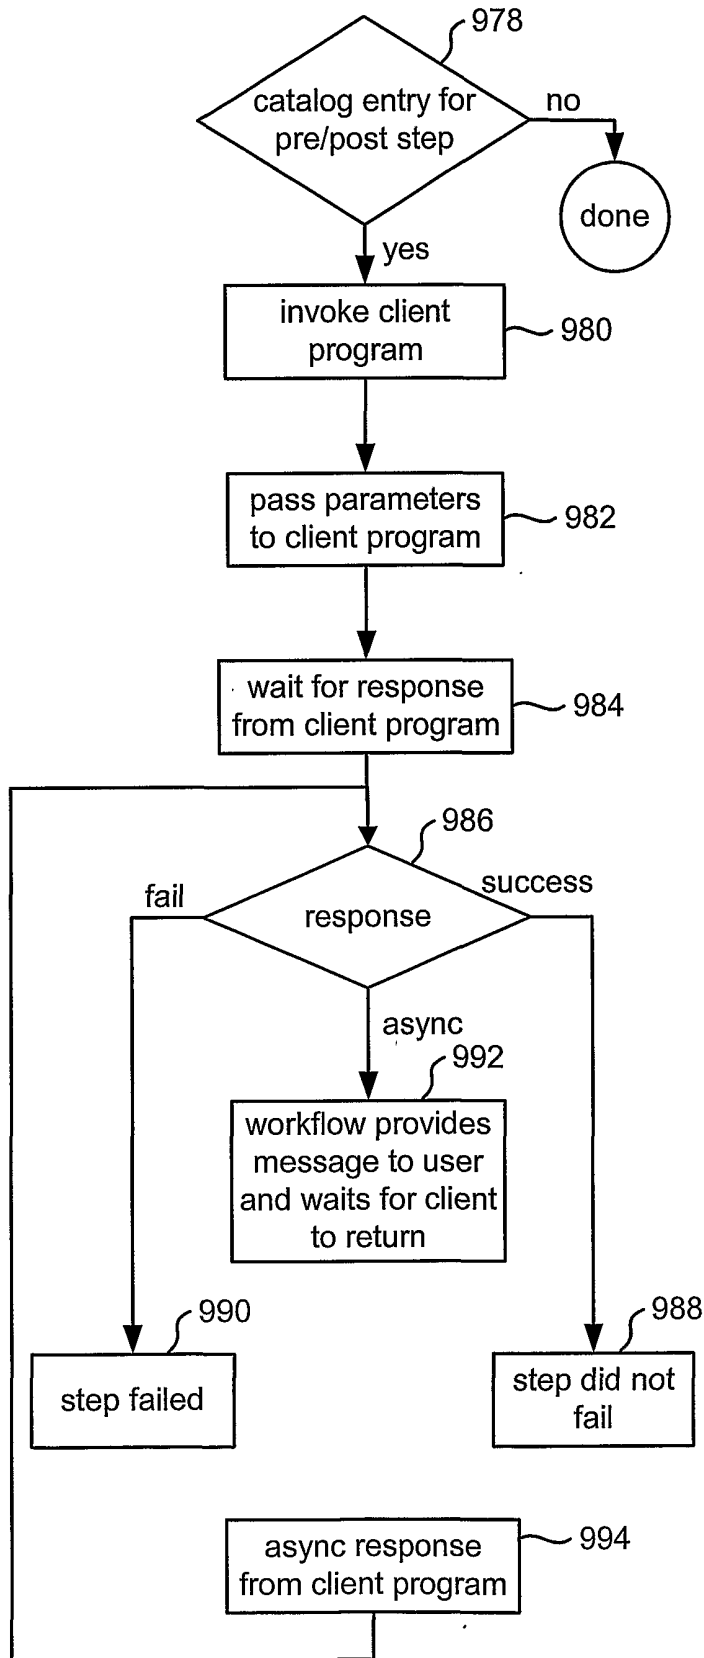 978
catalog entry for
pre/post step
no
done
yes
invoke client
program
980
pass parameters
to client program
982
wait for response
from client program
984
986
fail
success
response
async
992
workflow provides
message to user
and waits for client
to return
990
988
step failed
step did not
fail
async response
from client program
994